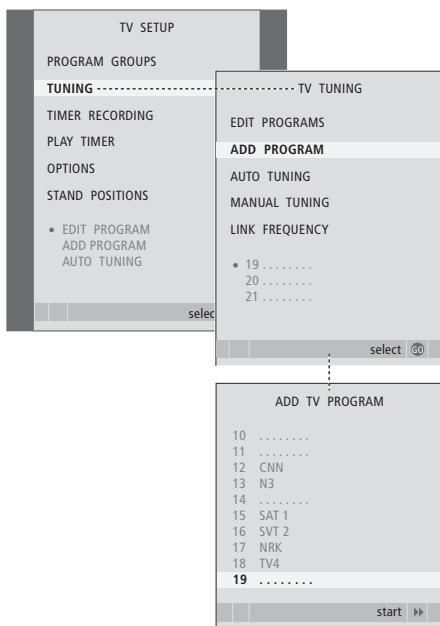 TV SETUP
PROGRAM GROUPS
TUNING
TIMER RECORDING
PLAY TIMER
OPTIONS
STAND POSITIONS
• EDIT PROGRAM
ADD PROGRAM
AUTO TUNING
selec
TV TUNING
EDIT PROGRAMS
ADD PROGRAM
AUTO TUNING
MANUAL TUNING
LINK FREQUENCY
• 19 ........
20 ........
21 ........
select GO
ADD TV PROGRAM
10 ........
11 ........
12 CNN
13 N3
14 ........
15 SAT 1
16 SVT 2
17 NRK
18 TV4
19 ........
start